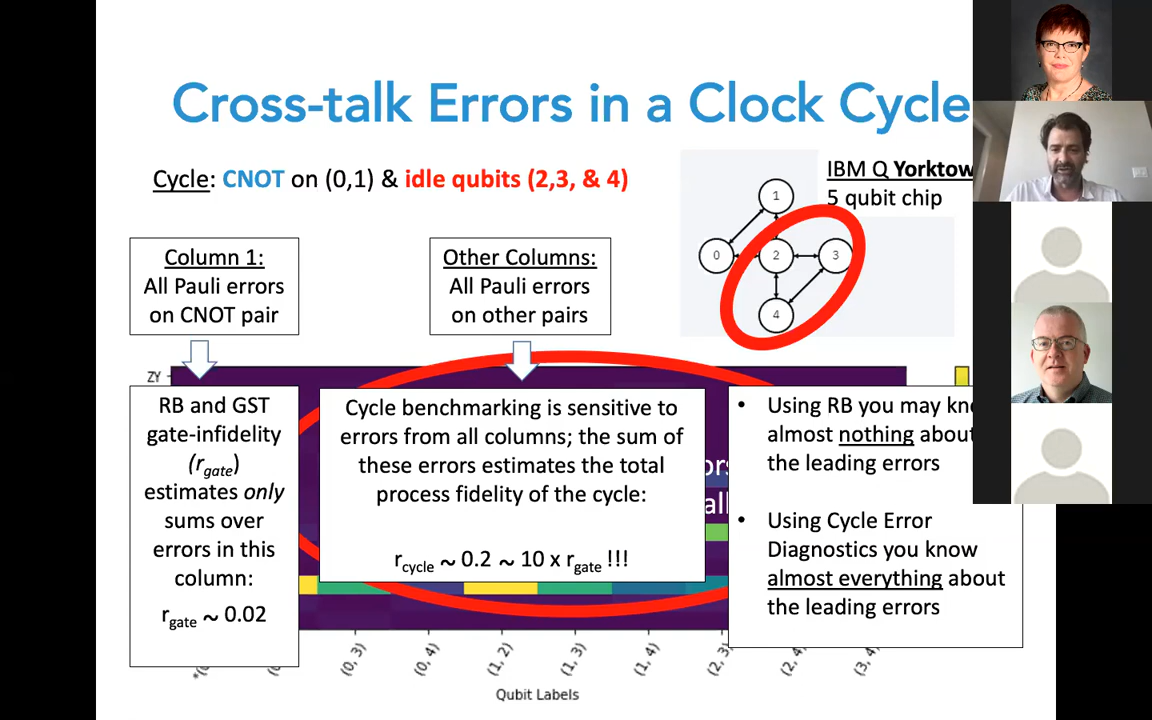 Cross-talk Errors in a Clock Cycle
Cycle: CNOT on (0,1) & idle qubits (2,3, & 4)
IBM Q Yorktow
5 qubit chip
1
0
2
3
4
Column 1:
All Pauli errors
on CNOT pair
Other Columns:
All Pauli errors
on other pairs
ZY
RB and GST
gate-infidelity
(rgate)
estimates only
sums over
errors in this
column:
rgate ~ 0.02
Cycle benchmarking is sensitive to
errors from all columns; the sum of
these errors estimates the total
process fidelity of the cycle:
rcycle ~ 0.2 ~ 10 x rgate !!!
• Using RB you may kn
almost nothing about
the leading errors
• Using Cycle Error
Diagnostics you know
almost everything about
the leading errors
(0, 3)
(0, 4)
(1, 2)
(1, 3)
(1, 4)
(2, 3)
(2, 4)
(3, 4)
Qubit Labels